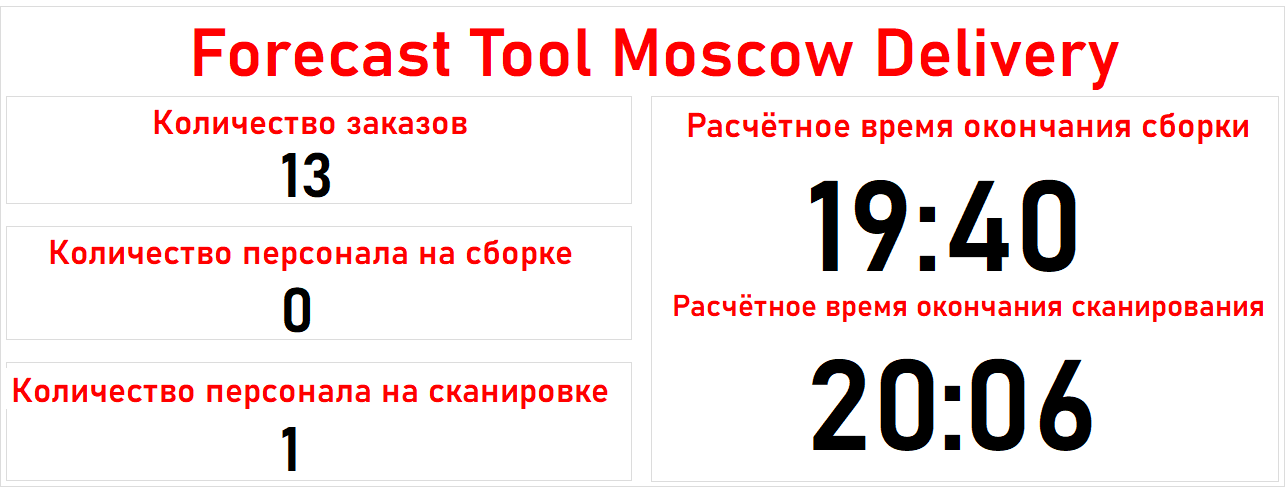 Forecast Tool Moscow Delivery
Количество заказов
13
Количество персонала на сборке
0
Количество персонала на сканировке
1
Расчётное время окончания сборки
19:40
Расчётное время окончания сканирования
20:06